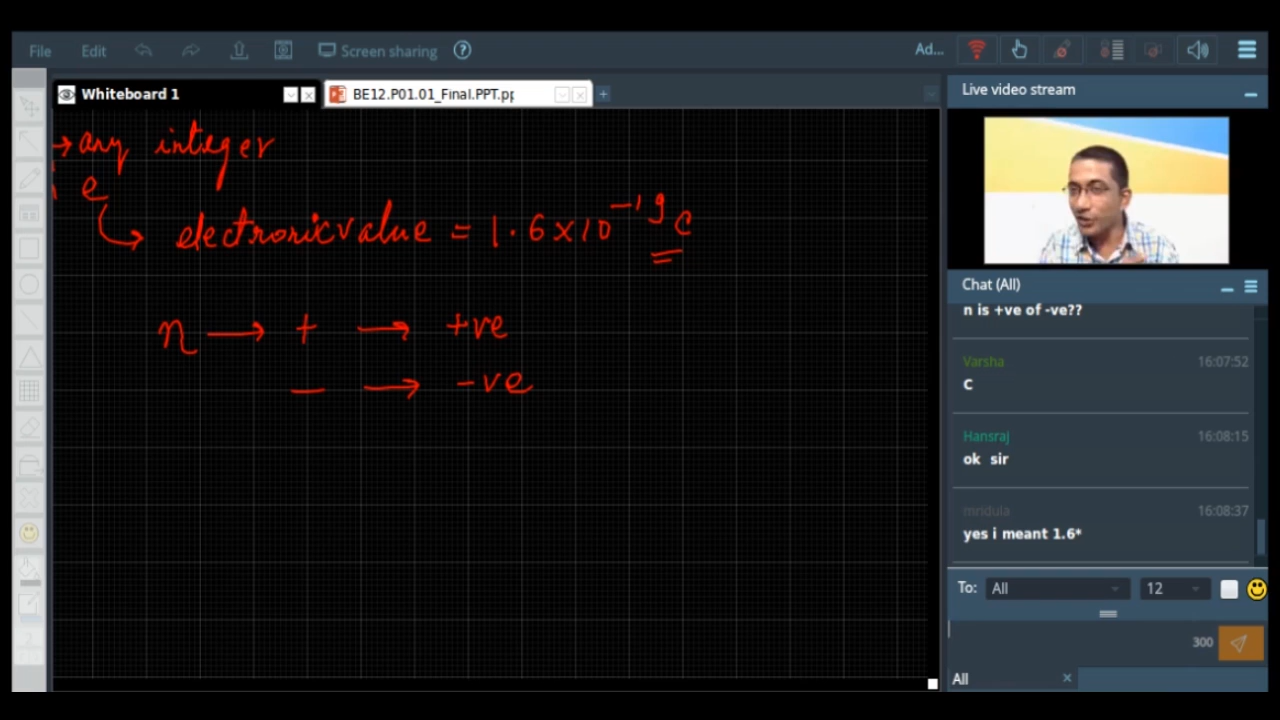 File Edit Screen sharing ? Ad...
Whiteboard 1
BE12.P01.01_Final.PPT.pp
→ any integer
e
↳ electronic value = 1.6 × 10⁻¹⁹ C
n → + → +ve
− → -ve
Live video stream
Chat (All)
n is +ve of -ve??
Varsha 16:07:52
C
Hansraj 16:08:15
ok sir
mridula 16:08:37
yes i meant 1.6*
To: All 12
300
All